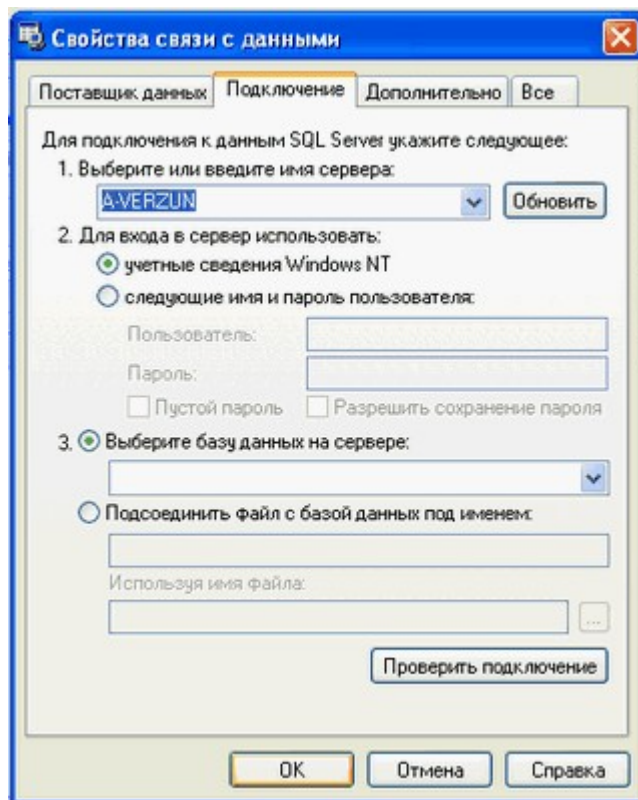 Свойства связи с данными
Поставщик данных Подключение Дополнительно Все
Для подключения к данным SQL Server укажите следующее:
1. Выберите или введите имя сервера:
A-VERZUN Обновить
2. Для входа в сервер использовать:
учетные сведения Windows NT
следующие имя и пароль пользователя:
Пользователь:
Пароль:
Пустой пароль Разрешить сохранение пароля
3. Выберите базу данных на сервере:
Подсоединить файл с базой данных под именем:
Используя имя файла:
...
Проверить подключение
OK Отмена Справка